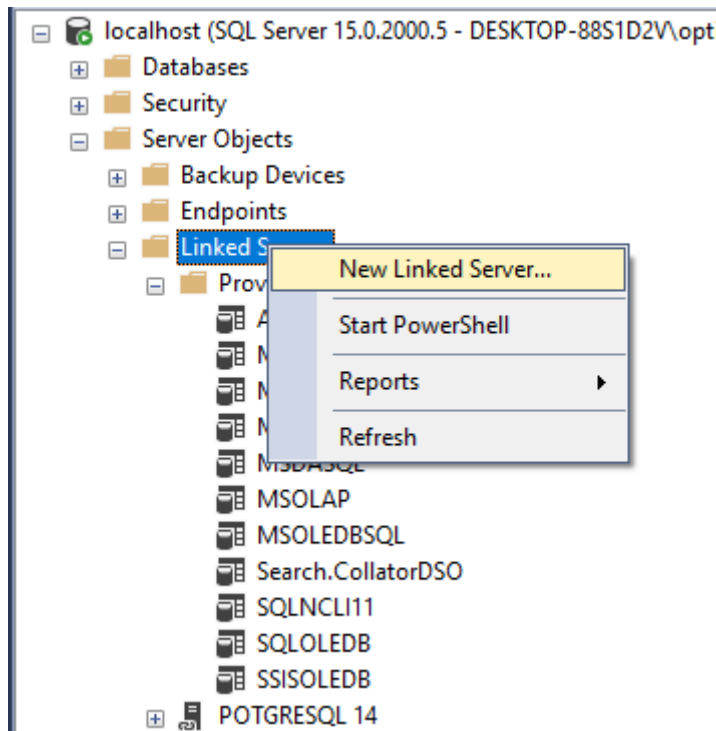 localhost (SQL Server 15.0.2000.5 - DESKTOP-88S1D2V\opt
Databases
Security
Server Objects
Backup Devices
Endpoints
Linked
New Linked Server...
Start PowerShell
Reports
Refresh
MSDASQL
MSOLAP
MSOLEDBSQL
Search.CollatorDSO
SQLNCLI11
SQLOLEDB
SSISOLEDB
POTGRESQL 14